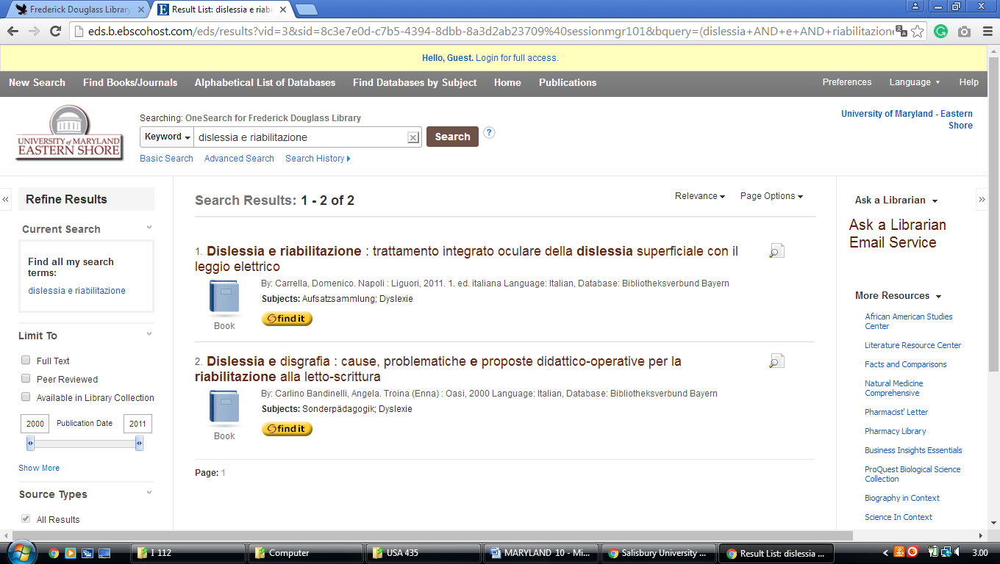 Frederick Douglass Library
Result List: dislessia e riab
eds.b.ebscohost.com/eds/results?vid=3&sid=8c3e7e0d-c7b5-4394-8dbb-8a3d2ab23709%40sessionmgr101&bquery=(dislessia+AND+e+AND+riabilitazione
Hello, Guest. Login for full access.
New Search Find Books/Journals Alphabetical List of Databases Find Databases by Subject Home Publications Preferences Language Help
UNIVERSITY of MARYLAND
EASTERN SHORE
Searching: OneSearch for Frederick Douglass Library
Keyword dislessia e riabilitazione Search ?
Basic Search Advanced Search Search History
University of Maryland - Eastern
Shore
Refine Results
Current Search
Find all my search
terms:
dislessia e riabilitazione
Limit To
Full Text
Peer Reviewed
Available in Library Collection
2000 Publication Date 2011
Show More
Source Types
All Results
Search Results: 1 - 2 of 2
Relevance Page Options
1. Dislessia e riabilitazione : trattamento integrato oculare della dislessia superficiale con il
leggio elettrico
By: Carrella, Domenico. Napoli : Liguori, 2011. 1. ed. italiana Language: Italian, Database: Bibliotheksverbund Bayern
Subjects: Aufsatzsammlung; Dyslexie
find it
Book
2. Dislessia e disgrafia : cause, problematiche e proposte didattico-operative per la
riabilitazione alla letto-scrittura
By: Carlino Bandinelli, Angela. Troina (Enna) : Oasi, 2000 Language: Italian, Database: Bibliotheksverbund Bayern
Subjects: Sonderpädagogik; Dyslexie
find it
Book
Page: 1
Ask a Librarian
Ask a Librarian
Email Service
More Resources
African American Studies
Center
Literature Resource Center
Facts and Comparisons
Natural Medicine
Comprehensive
Pharmacist' Letter
Pharmacy Library
Business Insights Essentials
ProQuest Biological Science
Collection
Biography in Context
Science In Context
I 112
Computer
USA 435
MARYLAND 10 - Mi...
Salisbury University ...
Result List: dislessia ...
3.00